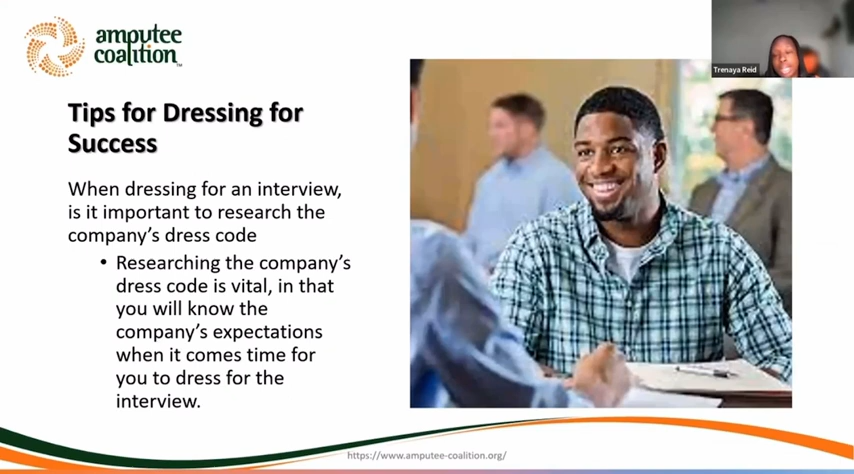 amputee
coalition™
Trenaya Reid
Tips for Dressing for
Success
When dressing for an interview,
is it important to research the
company's dress code
• Researching the company's
dress code is vital, in that
you will know the
company's expectations
when it comes time for
you to dress for the
interview.
https://www.amputee-coalition.org/